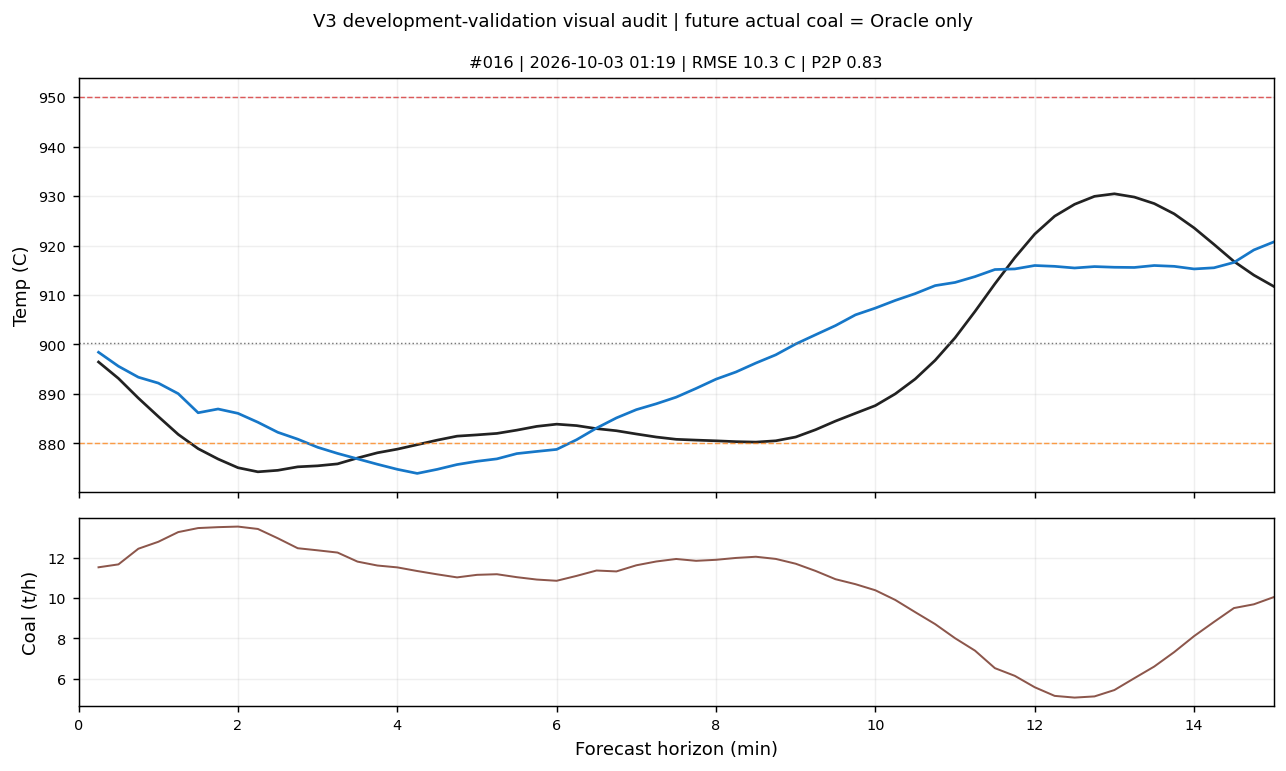 V3 development-validation visual audit | future actual coal = Oracle only
#016 | 2026-10-03 01:19 | RMSE 10.3 C | P2P 0.83
950
940
930
920
910
900
890
880
Temp (C)
12
10
8
6
Coal (t/h)
0 2 4 6 8 10 12 14
Forecast horizon (min)